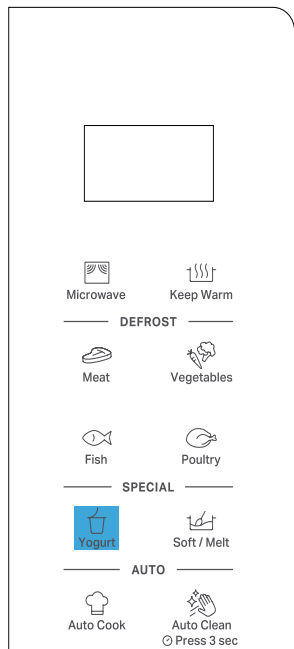 Microwave Keep Warm
DEFROST
Meat Vegetables
Fish Poultry
SPECIAL
Yogurt Soft / Melt
AUTO
Auto Cook Auto Clean
Press 3 sec